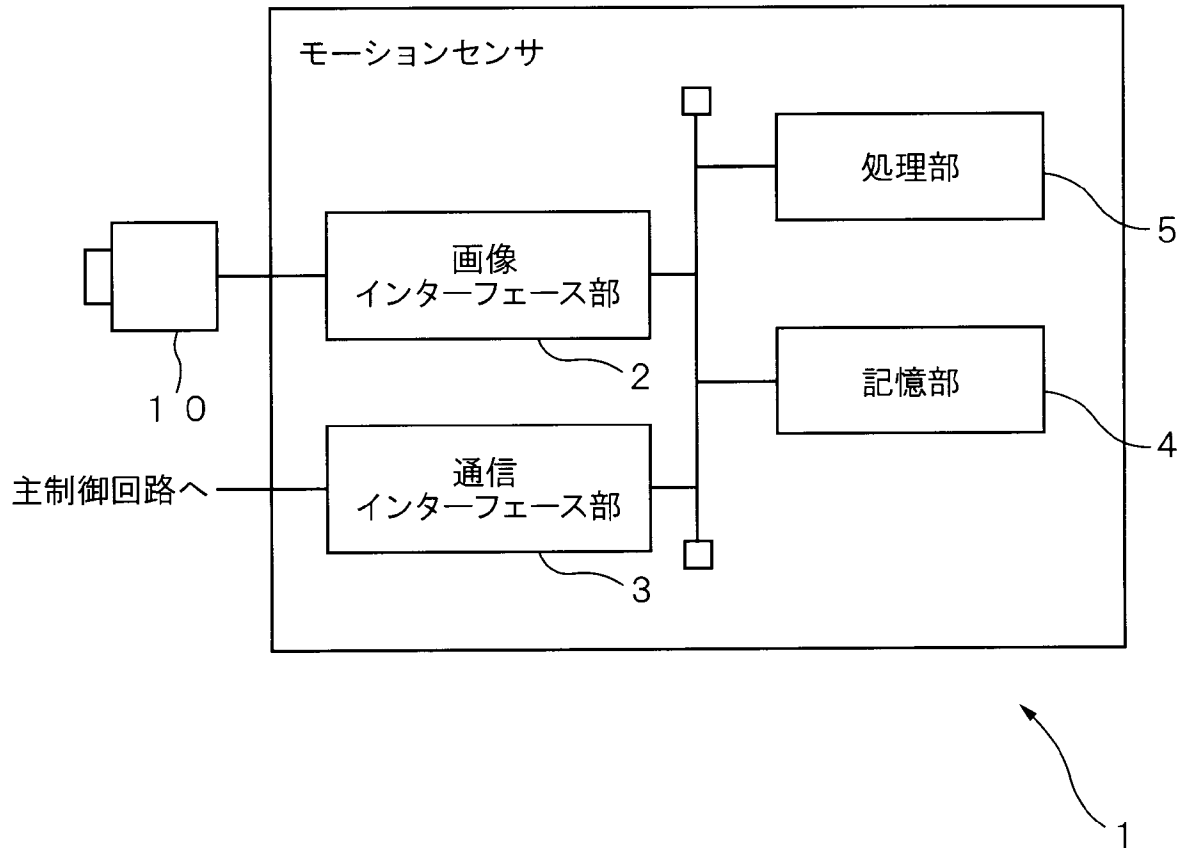 モーションセンサ
処理部
5
画像
インターフェース部
2
10
記憶部
4
通信
インターフェース部
3
主制御回路へ
1